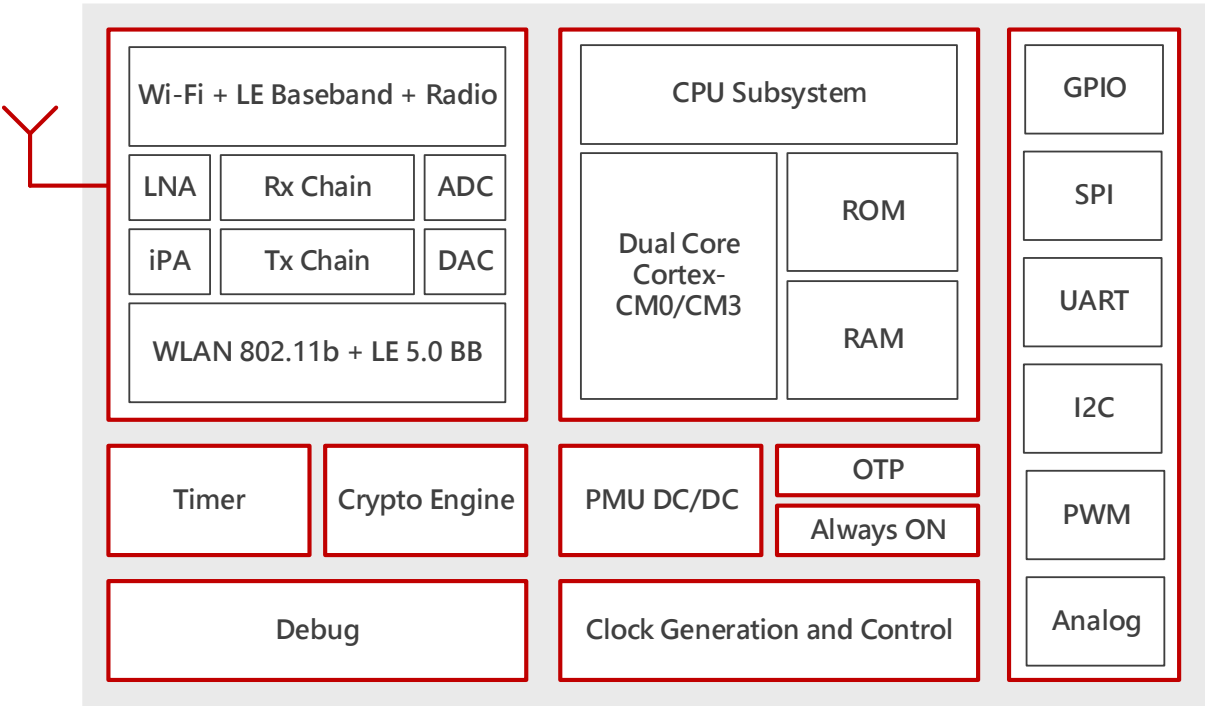 Wi-Fi + LE Baseband + Radio
LNA
Rx Chain
ADC
iPA
Tx Chain
DAC
WLAN 802.11b + LE 5.0 BB
CPU Subsystem
Dual Core
Cortex-
CM0/CM3
ROM
RAM
GPIO
SPI
UART
I2C
PWM
Analog
Timer
Crypto Engine
PMU DC/DC
OTP
Always ON
Debug
Clock Generation and Control